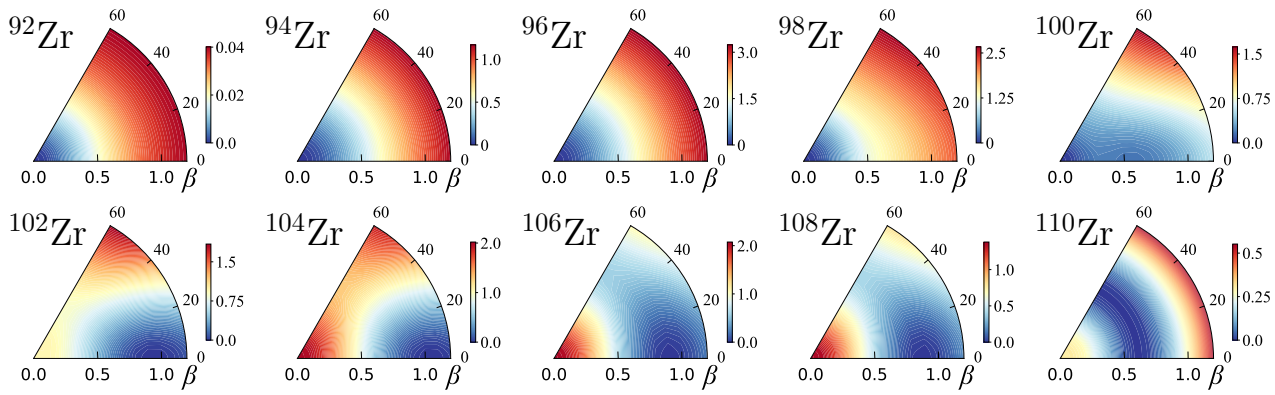 ⁹²Zr 60 40 20 0 0.0 0.5 1.0 β 0.04 0.02 0.0
⁹⁴Zr 60 40 20 0 0.0 0.5 1.0 β 1.0 0.5 0
⁹⁶Zr 60 40 20 0 0.0 0.5 1.0 β 3.0 1.5 0
⁹⁸Zr 60 40 20 0 0.0 0.5 1.0 β 2.5 1.25 0
¹⁰⁰Zr 60 40 20 0 0.0 0.5 1.0 β 1.5 0.75 0
¹⁰²Zr 60 40 20 0 0.0 0.5 1.0 β 1.5 0.75 0.0
¹⁰⁴Zr 60 40 20 0 0.0 0.5 1.0 β 2.0 1.0 0.0
¹⁰⁶Zr 60 40 20 0 0.0 0.5 1.0 β 2.0 1.0 0.0
¹⁰⁸Zr 60 40 20 0 0.0 0.5 1.0 β 1.0 0.5 0.0
¹¹⁰Zr 60 40 20 0 0.0 0.5 1.0 β 0.5 0.25 0.0